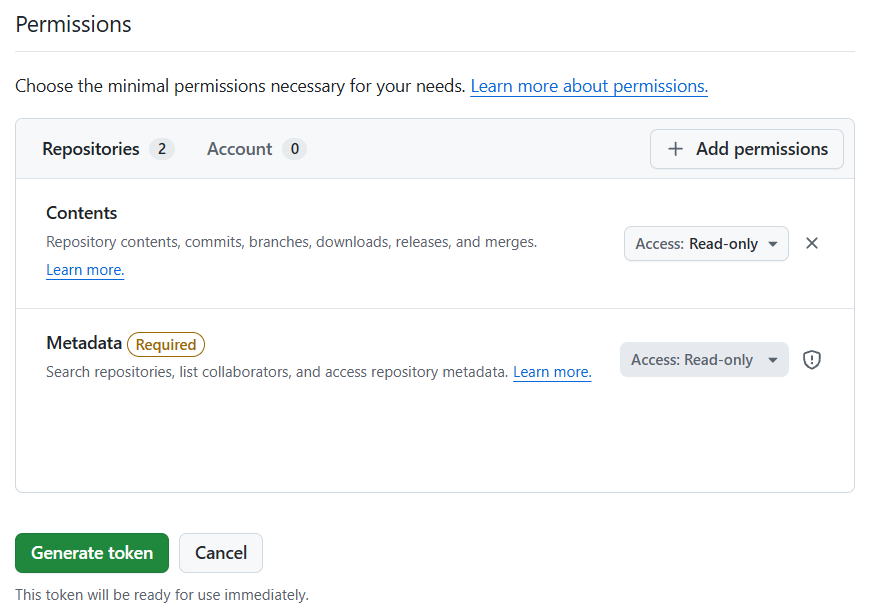 Permissions
Choose the minimal permissions necessary for your needs. Learn more about permissions.
Repositories 2 Account 0 Add permissions
Contents
Repository contents, commits, branches, downloads, releases, and merges.
Learn more.
Access: Read-only
Metadata Required
Search repositories, list collaborators, and access repository metadata. Learn more.
Access: Read-only
Generate token Cancel
This token will be ready for use immediately.